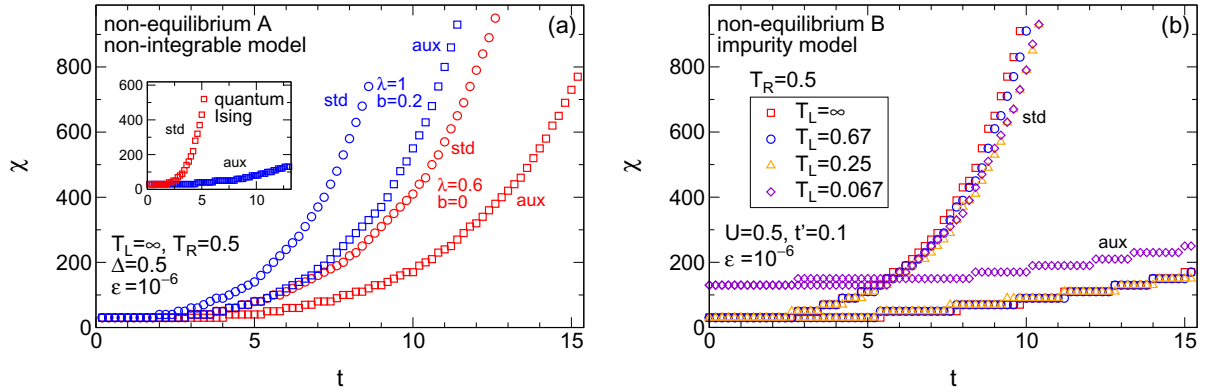 non-equilibrium A
non-integrable model
(a)
aux
λ=1
b=0.2
std
std
λ=0.6
b=0
aux
600
400
200
0
quantum
Ising
std
aux
0 5 10
T_L=∞, T_R=0.5
Δ=0.5
ε=10^-6
χ
800
600
400
200
0
0 5 10 15
t
non-equilibrium B
impurity model
(b)
T_R=0.5
T_L=∞
T_L=0.67
T_L=0.25
T_L=0.067
std
U=0.5, t'=0.1
ε=10^-6
aux
χ
800
600
400
200
0
0 5 10 15
t